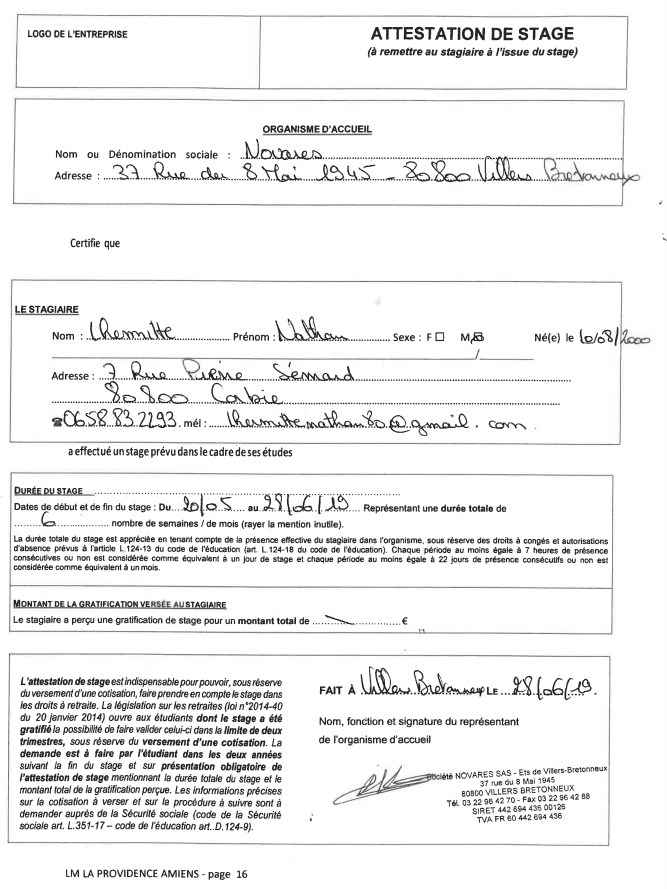 LOGO DE L'ENTREPRISE
ATTESTATION DE STAGE
(à remettre au stagiaire à l'issue du stage)
ORGANISME D'ACCUEIL
Nom ou Dénomination sociale : Novares
Adresse : 37 Rue du 8 Mai 1945 - 80800 Villers Bretonneux
Certifie que
LE STAGIAIRE
Nom : Lhermitte Prénom : Nathan Sexe : F ☐ M ☒ Né(e) le 10/08/2000
Adresse : 7 Rue Pierre Sémard
80800 Corbie
☎ 06.58.83.22.93 mél : lhermittenathan80@gmail.com
a effectué un stage prévu dans le cadre de ses études
DURÉE DU STAGE
Dates de début et de fin du stage : Du 20/05 au 28/06/19 Représentant une durée totale de
6 nombre de semaines / de mois (rayer la mention inutile).
La durée totale du stage est appréciée en tenant compte de la présence effective du stagiaire dans l'organisme, sous réserve des droits à congés et autorisations
d'absence prévus à l'article L.124-13 du code de l'éducation (art. L.124-18 du code de l'éducation). Chaque période au moins égale à 7 heures de présence
consécutives ou non est considérée comme équivalente à un jour de stage et chaque période au moins égale à 22 jours de présence consécutifs ou non est
considérée comme équivalente à un mois.
MONTANT DE LA GRATIFICATION VERSÉE AU STAGIAIRE
Le stagiaire a perçu une gratification de stage pour un montant total de €
L'attestation de stage est indispensable pour pouvoir, sous réserve
du versement d'une cotisation, faire prendre en compte le stage dans
les droits à retraite. La législation sur les retraites (loi n°2014-40
du 20 janvier 2014) ouvre aux étudiants dont le stage a été
gratifié la possibilité de faire valider celui-ci dans la limite de deux
trimestres, sous réserve du versement d'une cotisation. La
demande est à faire par l'étudiant dans les deux années
suivant la fin du stage et sur présentation obligatoire de
l'attestation de stage mentionnant la durée totale du stage et le
montant total de la gratification perçue. Les informations précises
sur la cotisation à verser et sur la procédure à suivre sont à
demander auprès de la Sécurité sociale (code de la Sécurité
sociale art. L.351-17 – code de l'éducation art..D.124-9).
FAIT À Villers Bretonneux LE 28/06/19.
Nom, fonction et signature du représentant
de l'organisme d'accueil
Société NOVARES SAS - Ets de Villers-Bretonneux
37 rue du 8 Mai 1945
80800 VILLERS BRETONNEUX
Tél. 03 22 96 42 70 - Fax 03 22 96 42 88
SIRET 442 694 436 00126
TVA FR 60 442 694 436
LM LA PROVIDENCE AMIENS - page 16